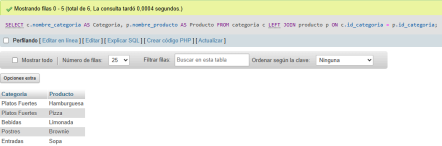 Mostrando filas 0 - 5 (total de 6, La consulta tardó 0,0004 segundos.)
SELECT c.nombre_categoria AS Categoria, p.nombre_producto AS Producto FROM categoria c LEFT JOIN producto p ON c.id_categoria = p.id_categoria;
Perfilando [ Editar en línea ] [ Editar ] [ Explicar SQL ] [ Crear código PHP ] [ Actualizar ]
Mostrar todo | Número de filas: 25 Filtrar filas: Buscar en esta tabla Ordenar según la clave: Ninguna
Opciones extra
Categoria Producto
Platos Fuertes Hamburguesa
Platos Fuertes Pizza
Bebidas Limonada
Postres Brownie
Entradas Sopa